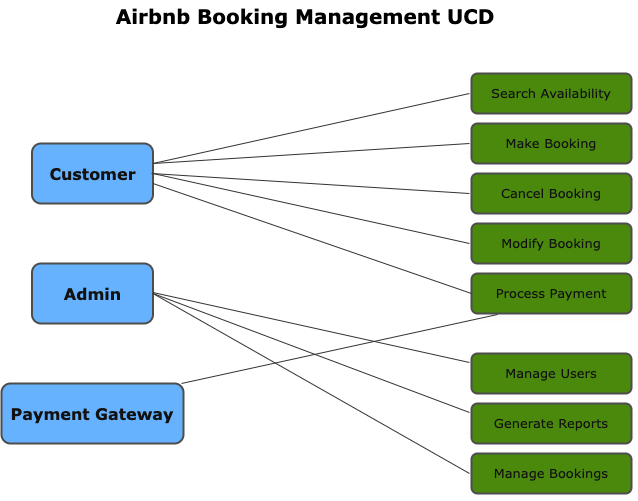 Airbnb Booking Management UCD
Search Availability
Make Booking
Customer
Cancel Booking
Modify Booking
Admin
Process Payment
Manage Users
Payment Gateway
Generate Reports
Manage Bookings